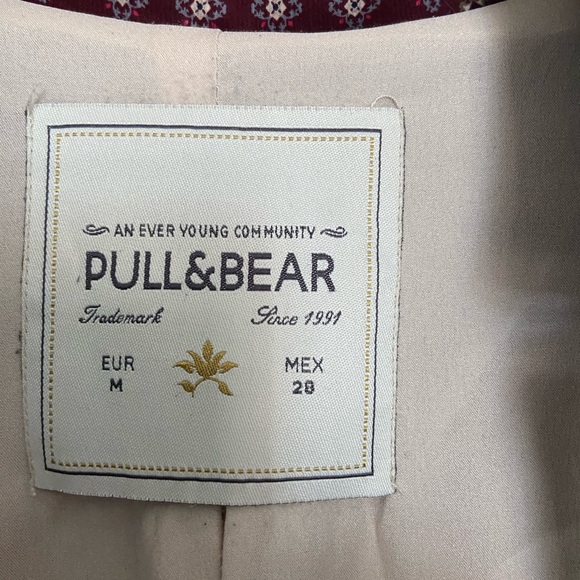 AN EVER YOUNG COMMUNITY
PULL&BEAR
Trademark Since 1991
EUR MEX
M 28